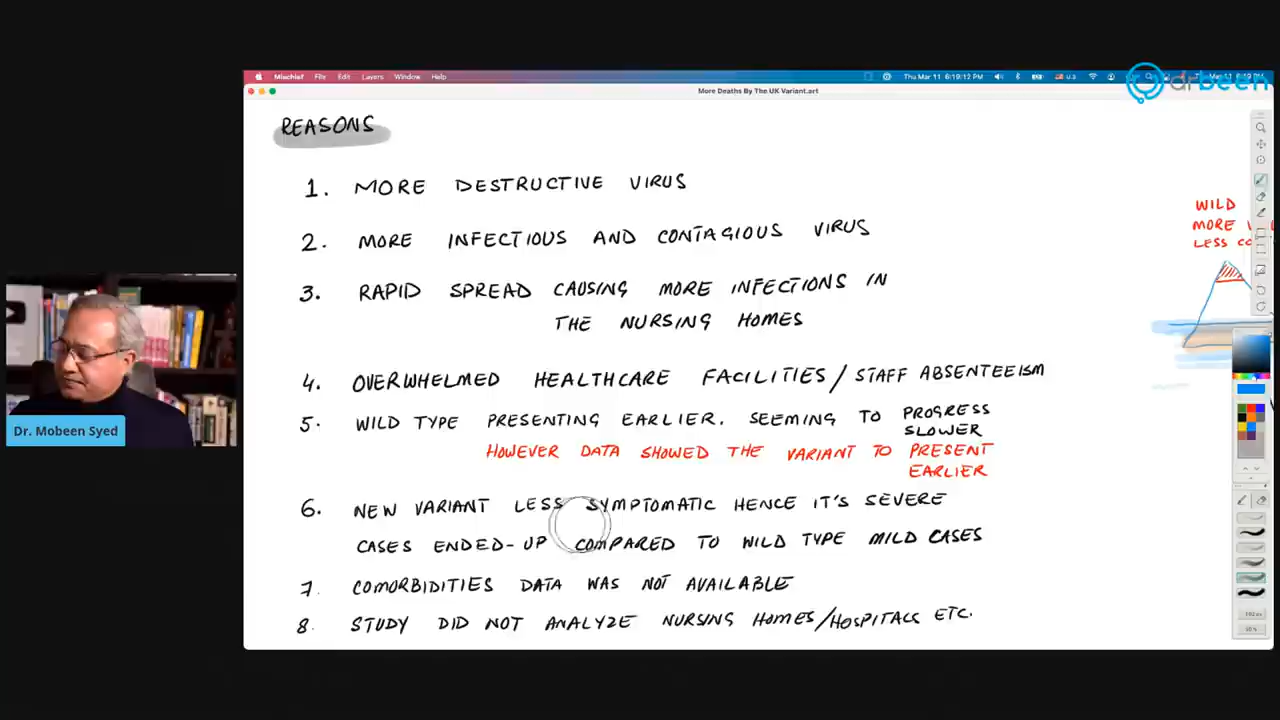 Mischief File Edit Layers Window Help
Thu Mar 11 6:19:12 PM
U.S.
drbeen
More Deaths By The UK Variant.art
REASONS
1. MORE DESTRUCTIVE VIRUS
2. MORE INFECTIOUS AND CONTAGIOUS VIRUS
3. RAPID SPREAD CAUSING MORE INFECTIONS IN
THE NURSING HOMES
4. OVERWHELMED HEALTHCARE FACILITIES/STAFF ABSENTEEISM
5. WILD TYPE PRESENTING EARLIER. SEEMING TO PROGRESS
SLOWER
HOWEVER DATA SHOWED THE VARIANT TO PRESENT
EARLIER
6. NEW VARIANT LESS SYMPTOMATIC HENCE IT'S SEVERE
CASES ENDED-UP COMPARED TO WILD TYPE MILD CASES
7. COMORBIDITIES DATA WAS NOT AVAILABLE
8. STUDY DID NOT ANALYZE NURSING HOMES/HOSPITALS ETC.
WILD
MORE
LESS
Dr. Mobeen Syed